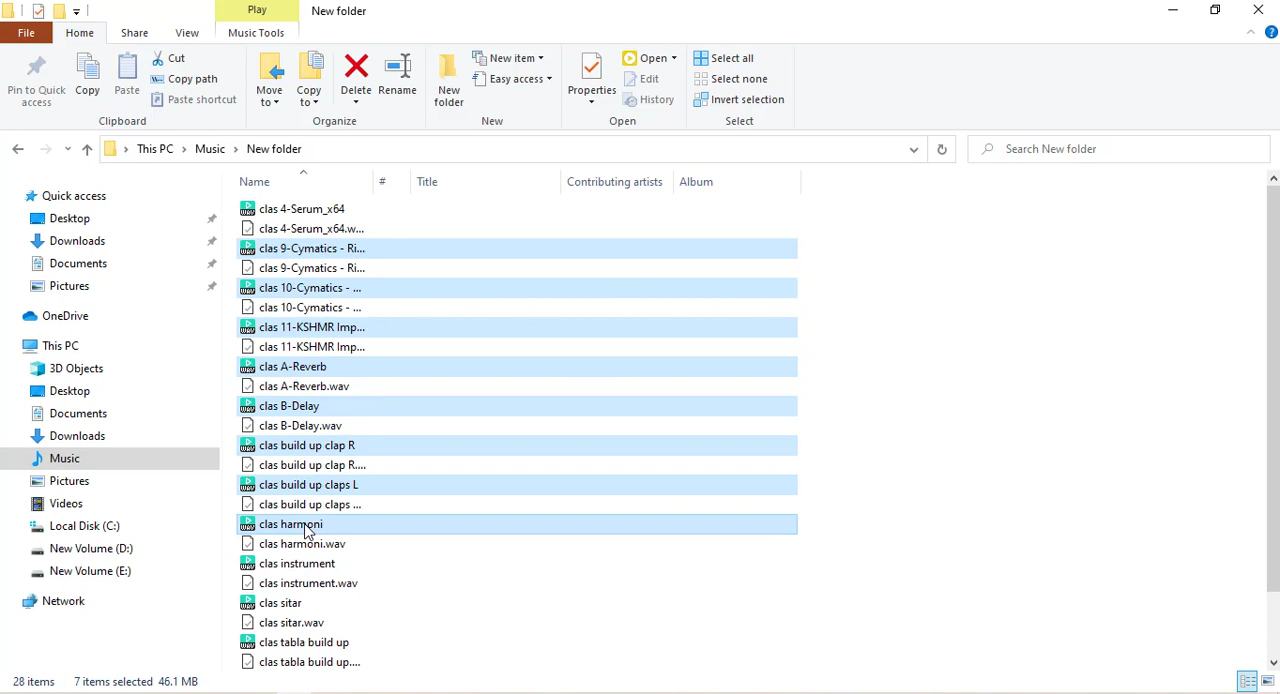 Play
New folder
File
Home
Share
View
Music Tools
Pin to Quick access
Copy
Paste
Cut
Copy path
Paste shortcut
Clipboard
Move to
Copy to
Delete
Rename
Organize
New folder
New item
Easy access
New
Properties
Open
Edit
History
Open
Select all
Select none
Invert selection
Select
This PC
Music
New folder
Search New folder
Name
#
Title
Contributing artists
Album
Quick access
Desktop
Downloads
Documents
Pictures
OneDrive
This PC
3D Objects
Desktop
Documents
Downloads
Music
Pictures
Videos
Local Disk (C:)
New Volume (D:)
New Volume (E:)
Network
clas 4-Serum_x64
clas 4-Serum_x64.w...
clas 9-Cymatics - Ri...
clas 9-Cymatics - Ri...
clas 10-Cymatics - ...
clas 10-Cymatics - ...
clas 11-KSHMR Imp...
clas 11-KSHMR Imp...
clas A-Reverb
clas A-Reverb.wav
clas B-Delay
clas B-Delay.wav
clas build up clap R
clas build up clap R....
clas build up claps L
clas build up claps ...
clas harmoni
clas harmoni.wav
clas instrument
clas instrument.wav
clas sitar
clas sitar.wav
clas tabla build up
clas tabla build up....
28 items
7 items selected 46.1 MB